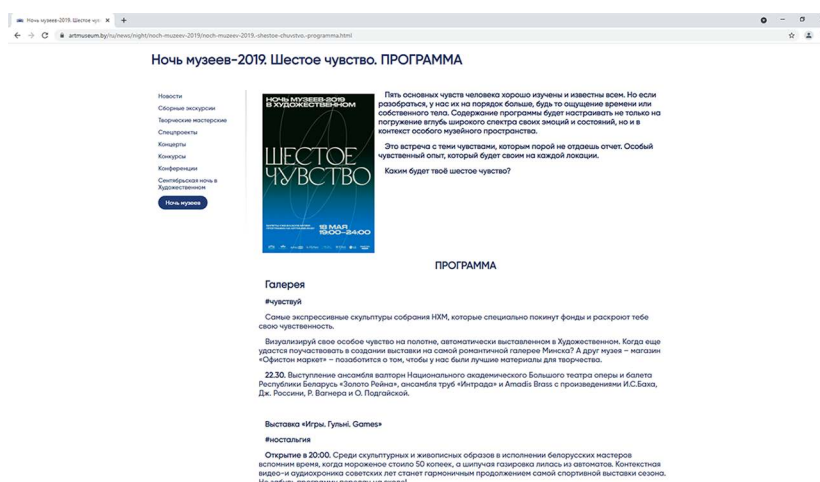 Ночь музеев-2019. Шестое чув
artmuseum.by/ru/news/night/noch-muzeev-2019/noch-muzeev-2019.-shestoe-chuvstvo.-programma.html
Ночь музеев-2019. Шестое чувство. ПРОГРАММА
Новости
Сборные экскурсии
Творческие мастерские
Спецпроекты
Концерты
Конкурсы
Конференции
Сентябрьская ночь в
Художественном
Ночь музеев
НОЧЬ МУЗЕЕВ-2019
В ХУДОЖЕСТВЕННОМ
ШЕСТОЕ
ЧУВСТВО
18 МАЯ
19:00–24:00
Пять основных чувств человека хорошо изучены и известны всем. Но если
разобраться, у нас их на порядок больше, будь то ощущение времени или
собственного тела. Содержание программы будет настраивать не только на
погружение вглубь широкого спектра своих эмоций и состояний, но и в
контекст особого музейного пространства.
Это встреча с теми чувствами, которым порой не отдаешь отчет. Особый
чувственный опыт, который будет своим на каждой локации.
Каким будет твоё шестое чувство?
ПРОГРАММА
Галерея
#чувствуй
Самые экспрессивные скульптуры собрания НХМ, которые специально покинут фонды и раскроют тебе
свою чувственность.
Визуализируй свое особое чувство на полотне, автоматически выставленном в Художественном. Когда еще
удастся поучаствовать в создании выставки на самой романтичной галерее Минска? А друг музея – магазин
«Офистон маркет» – позаботится о том, чтобы у нас были лучшие материалы для творчества.
22.30. Выступление ансамбля валторн Национального академического Большого театра оперы и балета
Республики Беларусь «Золото Рейна», ансамбля труб «Интрада» и Amadis Brass с произведениями И.С.Баха,
Дж. Россини, Р. Вагнера и О. Подгайской.
Выставка «Игры. Гульні. Games»
#ностальгия
Открытие в 20:00. Среди скульптурных и живописных образов в исполнении белорусских мастеров
вспомним время, когда мороженое стоило 50 копеек, а шипучая газировка лилась из автоматов. Контекстная
видео-и аудиохроника советских лет станет гармоничным продолжением самой спортивной выставки сезона.